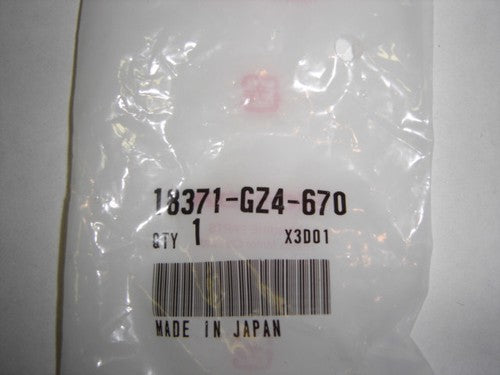 18371-GZ4-670
QTY 1 X3D01
MADE IN JAPAN